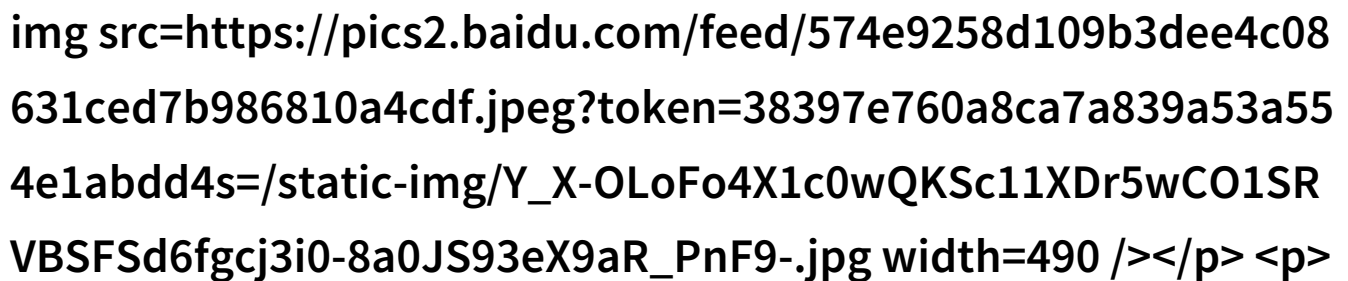 img src=https://pics2.baidu.com/feed/574e9258d109b3dee4c08
631ced7b986810a4cdf.jpeg?token=38397e760a8ca7a839a53a55
4e1abdd4s=/static-img/Y_X-OLoFo4X1c0wQKSc11XDr5wCO1SR
VBSFSd6fgcj3i0-8a0JS93eX9aR_PnF9-.jpg width=490 /></p> <p>